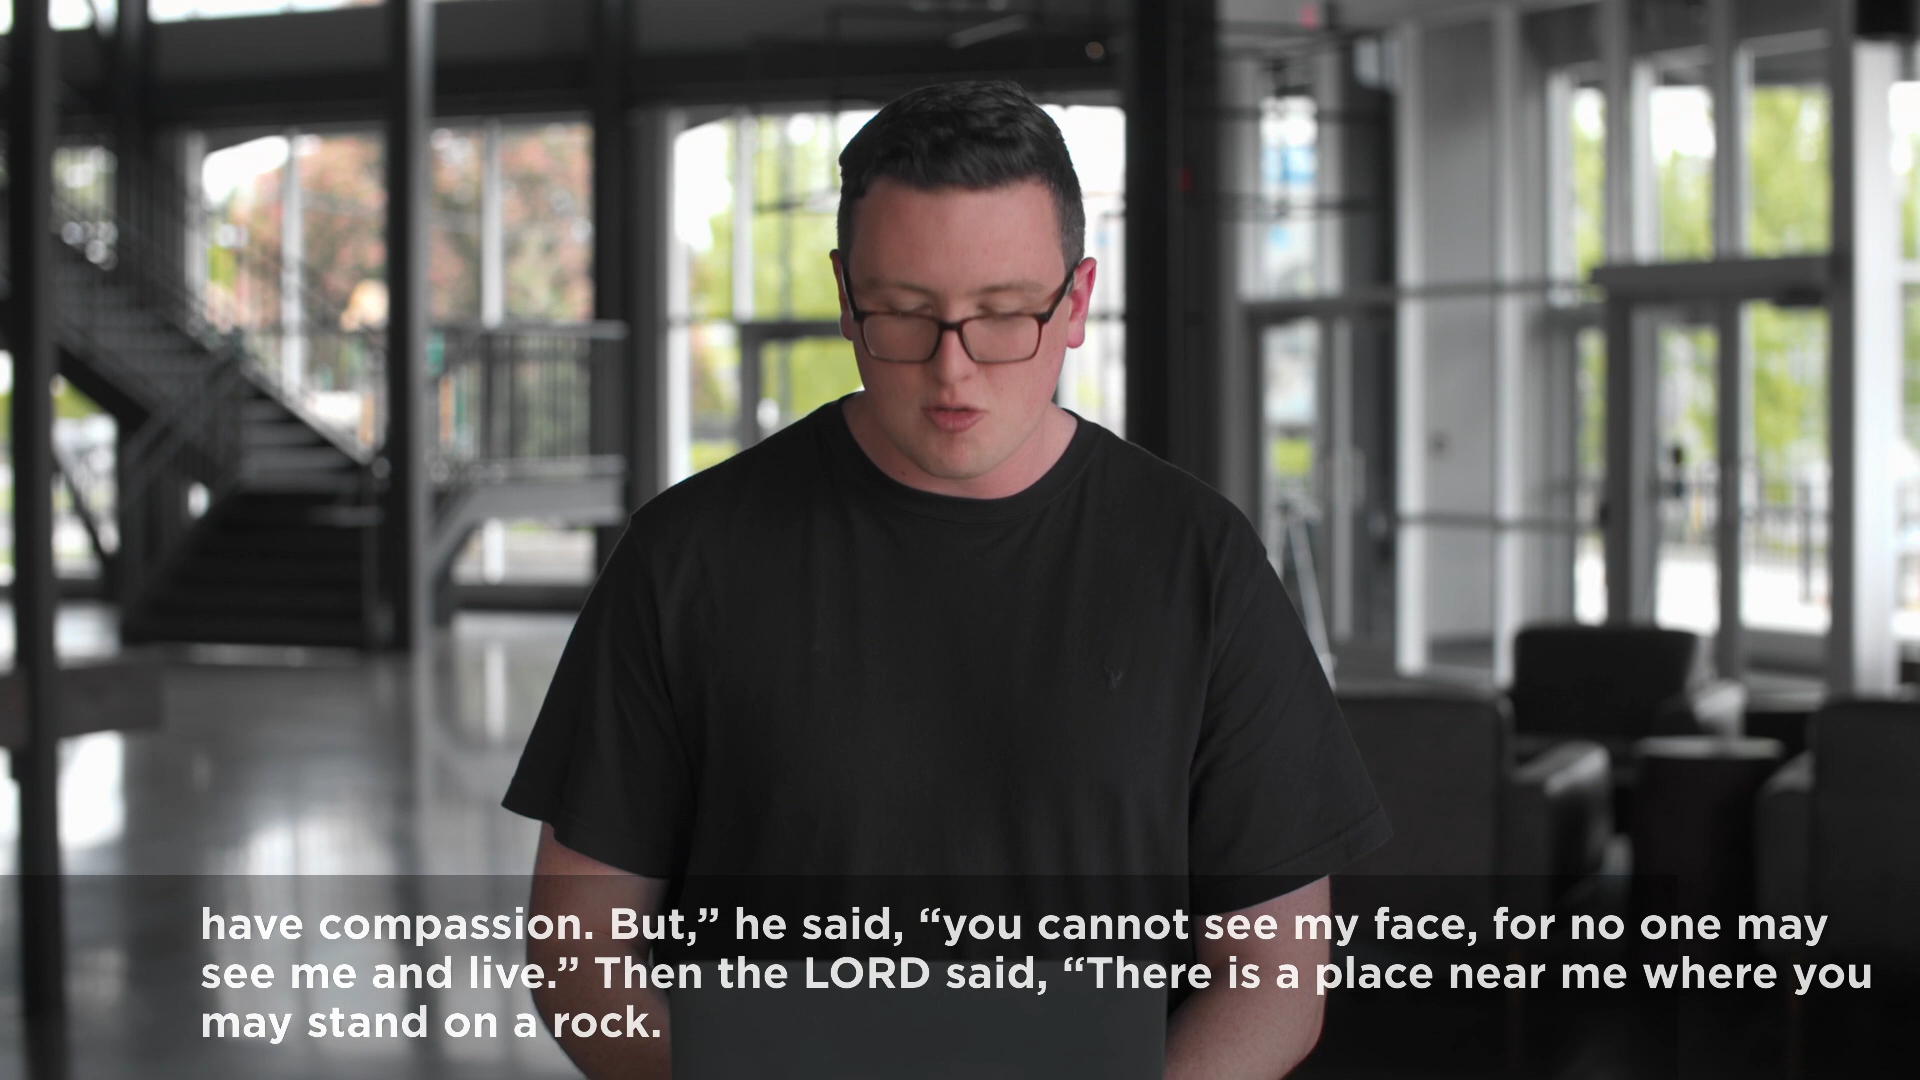 have compassion. But,” he said, “you cannot see my face, for no one may
see me and live.” Then the LORD said, “There is a place near me where you
may stand on a rock.